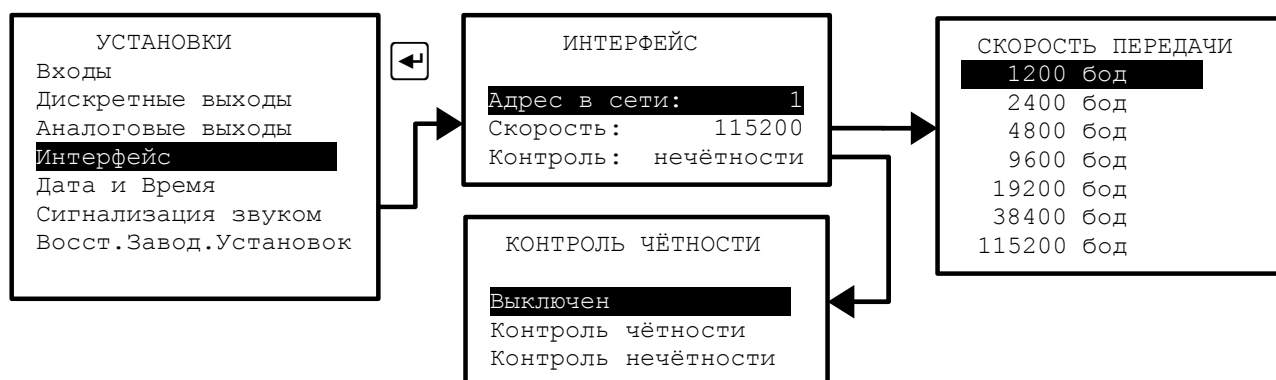 УСТАНОВКИ
Входы
Дискретные выходы
Аналоговые выходы
Интерфейс
Дата и Время
Сигнализация звуком
Восст.Завод.Установок
ИНТЕРФЕЙС
Адрес в сети: 1
Скорость: 115200
Контроль: нечётности
КОНТРОЛЬ ЧЁТНОСТИ
Выключен
Контроль чётности
Контроль нечётности
СКОРОСТЬ ПЕРЕДАЧИ
1200 бод
2400 бод
4800 бод
9600 бод
19200 бод
38400 бод
115200 бод